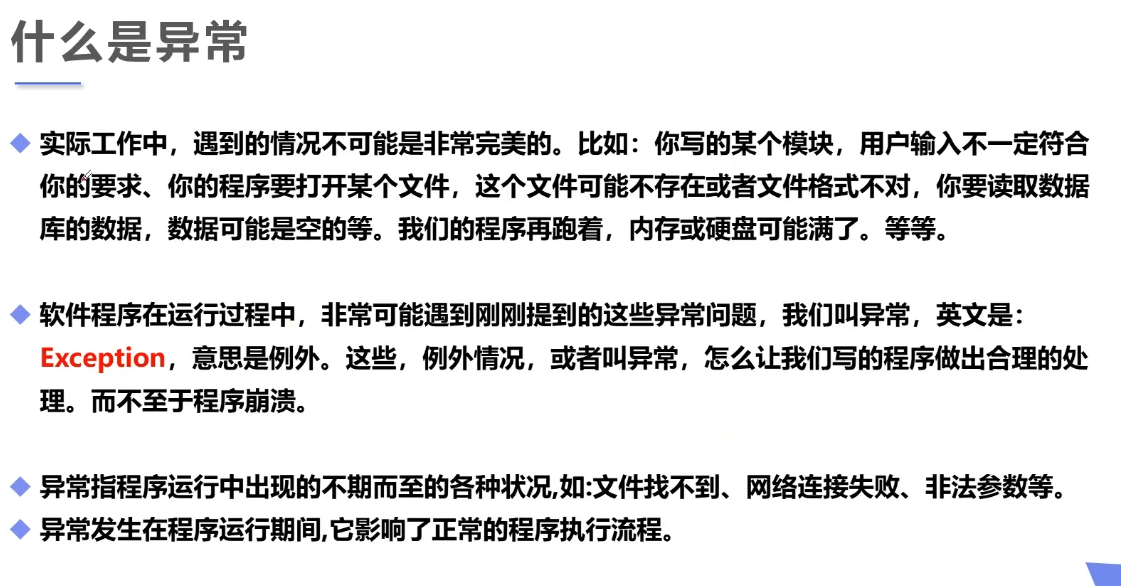 什么是异常
实际工作中，遇到的情况不可能是非常完美的。比如：你写的某个模块，用户输入不一定符合
你的要求、你的程序要打开某个文件，这个文件可能不存在或者文件格式不对，你要读取数据
库的数据，数据可能是空的等。我们的程序再跑着，内存或硬盘可能满了。等等。
软件程序在运行过程中，非常可能遇到刚刚提到的这些异常问题，我们叫异常，英文是：
Exception，意思是例外。这些，例外情况，或者叫异常，怎么让我们写的程序做出合理的处
理。而不至于程序崩溃。
异常指程序运行中出现的不期而至的各种状况,如:文件找不到、网络连接失败、非法参数等。
异常发生在程序运行期间,它影响了正常的程序执行流程。